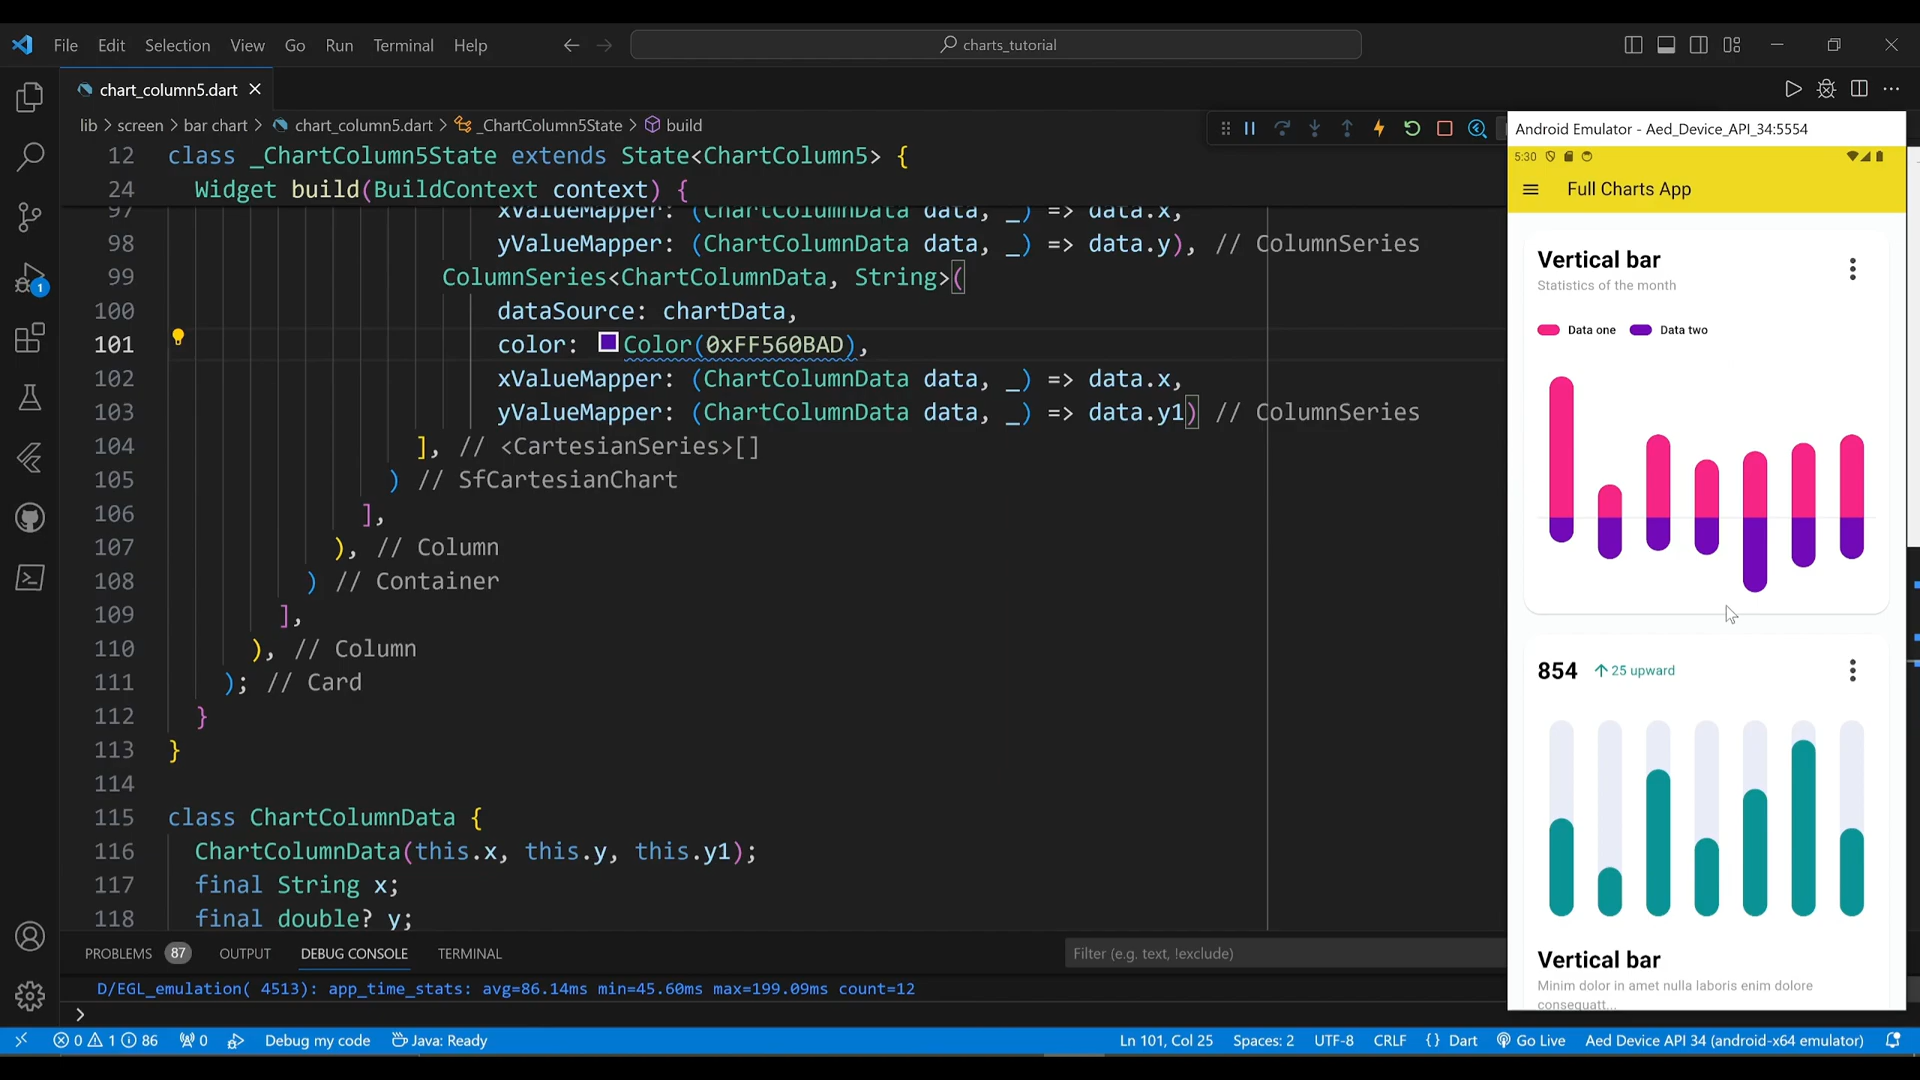 File Edit Selection View Go Run Terminal Help
charts_tutorial
chart_column5.dart
lib > screen > bar chart > chart_column5.dart > _ChartColumn5State > build
12 class _ChartColumn5State extends State<ChartColumn5> {
24 Widget build(BuildContext context) {
97 xValueMapper: (ChartColumnData data, _) => data.x,
98 yValueMapper: (ChartColumnData data, _) => data.y), // ColumnSeries
99 ColumnSeries<ChartColumnData, String>(
100 dataSource: chartData,
101 color: Color(0xFF560BAD),
102 xValueMapper: (ChartColumnData data, _) => data.x,
103 yValueMapper: (ChartColumnData data, _) => data.y1) // ColumnSeries
104 ], // <CartesianSeries>[]
105 ) // SfCartesianChart
106 ],
107 ), // Column
108 ) // Container
109 ],
110 ), // Column
111 ); // Card
112 }
113 }
114
115 class ChartColumnData {
116 ChartColumnData(this.x, this.y, this.y1);
117 final String x;
118 final double? y;
PROBLEMS 87 OUTPUT DEBUG CONSOLE TERMINAL
Filter (e.g. text, !exclude)
D/EGL_emulation( 4513): app_time_stats: avg=86.14ms min=45.60ms max=199.09ms count=12
>
0 1 86 0 Debug my code Java: Ready
Ln 101, Col 25 Spaces: 2 UTF-8 CRLF {} Dart Go Live Aed Device API 34 (android-x64 emulator)
1
Android Emulator - Aed_Device_API_34:5554
5:30
Full Charts App
Vertical bar
Statistics of the month
Data one Data two
854 25 upward
Vertical bar
Minim dolor in amet nulla laboris enim dolore
consequatt...